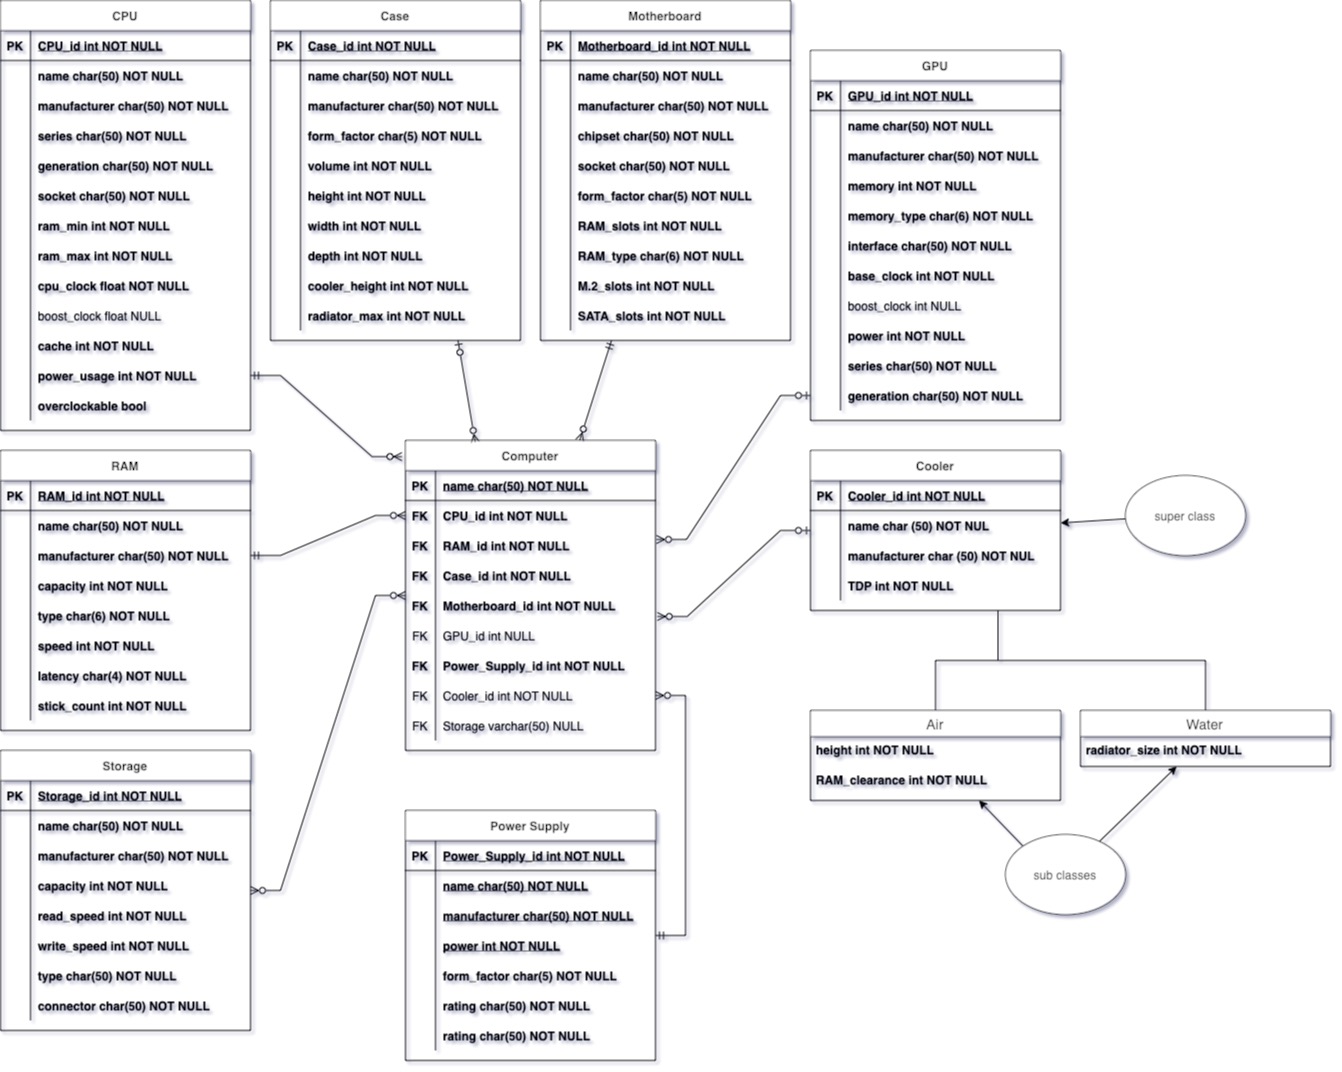 CPU
PK CPU_id int NOT NULL
name char(50) NOT NULL
manufacturer char(50) NOT NULL
series char(50) NOT NULL
generation char(50) NOT NULL
socket char(50) NOT NULL
ram_min int NOT NULL
ram_max int NOT NULL
cpu_clock float NOT NULL
boost_clock float NULL
cache int NOT NULL
power_usage int NOT NULL
overclockable bool
Case
PK Case_id int NOT NULL
name char(50) NOT NULL
manufacturer char(50) NOT NULL
form_factor char(5) NOT NULL
volume int NOT NULL
height int NOT NULL
width int NOT NULL
depth int NOT NULL
cooler_height int NOT NULL
radiator_max int NOT NULL
Motherboard
PK Motherboard_id int NOT NULL
name char(50) NOT NULL
manufacturer char(50) NOT NULL
chipset char(50) NOT NULL
socket char(50) NOT NULL
form_factor char(5) NOT NULL
RAM_slots int NOT NULL
RAM_type char(6) NOT NULL
M.2_slots int NOT NULL
SATA_slots int NOT NULL
GPU
PK GPU_id int NOT NULL
name char(50) NOT NULL
manufacturer char(50) NOT NULL
memory int NOT NULL
memory_type char(6) NOT NULL
interface char(50) NOT NULL
base_clock int NOT NULL
boost_clock int NULL
power int NOT NULL
series char(50) NOT NULL
generation char(50) NOT NULL
RAM
PK RAM_id int NOT NULL
name char(50) NOT NULL
manufacturer char(50) NOT NULL
capacity int NOT NULL
type char(6) NOT NULL
speed int NOT NULL
latency char(4) NOT NULL
stick_count int NOT NULL
Computer
PK name char(50) NOT NULL
FK CPU_id int NOT NULL
FK RAM_id int NOT NULL
FK Case_id int NOT NULL
FK Motherboard_id int NOT NULL
FK GPU_id int NULL
FK Power_Supply_id int NOT NULL
FK Cooler_id int NOT NULL
FK Storage varchar(50) NULL
Cooler
PK Cooler_id int NOT NULL
name char (50) NOT NUL
manufacturer char (50) NOT NUL
TDP int NOT NULL
super class
Storage
PK Storage_id int NOT NULL
name char(50) NOT NULL
manufacturer char(50) NOT NULL
capacity int NOT NULL
read_speed int NOT NULL
write_speed int NOT NULL
type char(50) NOT NULL
connector char(50) NOT NULL
Power Supply
PK Power_Supply_id int NOT NULL
name char(50) NOT NULL
manufacturer char(50) NOT NULL
power int NOT NULL
form_factor char(5) NOT NULL
rating char(50) NOT NULL
rating char(50) NOT NULL
Air
height int NOT NULL
RAM_clearance int NOT NULL
Water
radiator_size int NOT NULL
sub classes